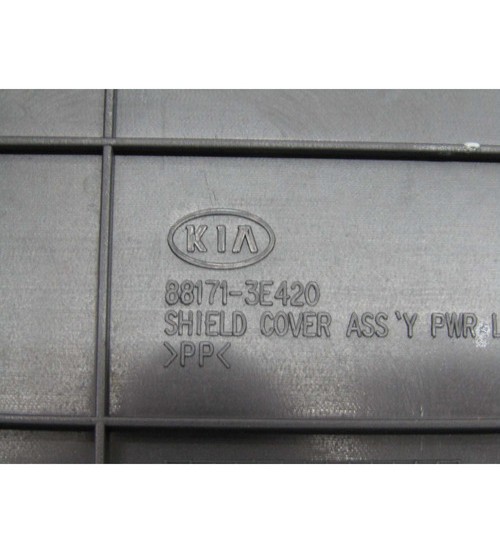 KIA
88171-3E420
SHIELD COVER ASS'Y PWR L
>PP<